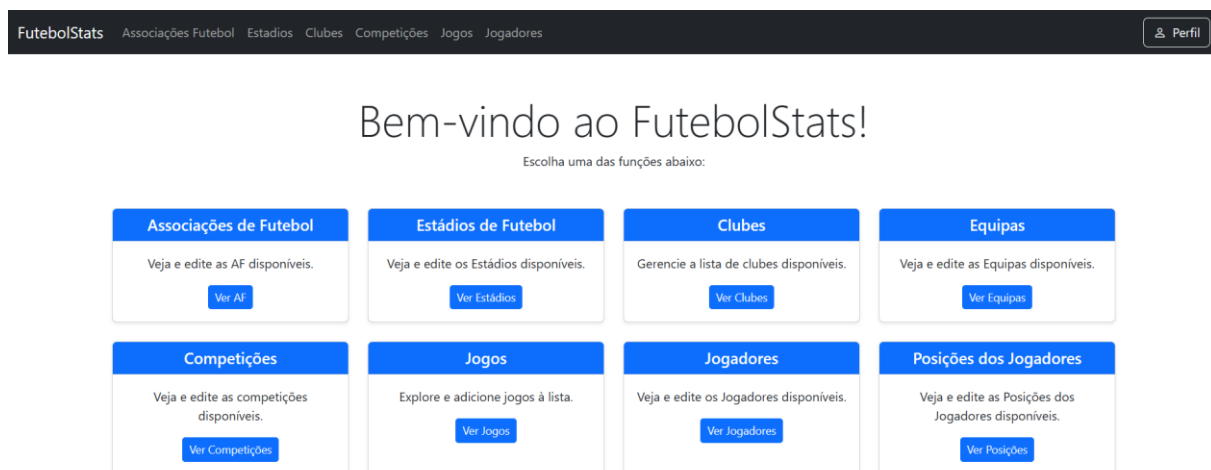 FutebolStats Associações Futebol Estadios Clubes Competições Jogos Jogadores Perfil
Bem-vindo ao FutebolStats!
Escolha uma das funções abaixo:
Associações de Futebol
Veja e edite as AF disponíveis.
Ver AF
Estádios de Futebol
Veja e edite os Estádios disponíveis.
Ver Estádios
Clubes
Gerencie a lista de clubes disponíveis.
Ver Clubes
Equipas
Veja e edite as Equipas disponíveis.
Ver Equipas
Competições
Veja e edite as competições
disponíveis.
Ver Competições
Jogos
Explore e adicione jogos à lista.
Ver Jogos
Jogadores
Veja e edite os Jogadores disponíveis.
Ver Jogadores
Posições dos Jogadores
Veja e edite as Posições dos
Jogadores disponíveis.
Ver Posições